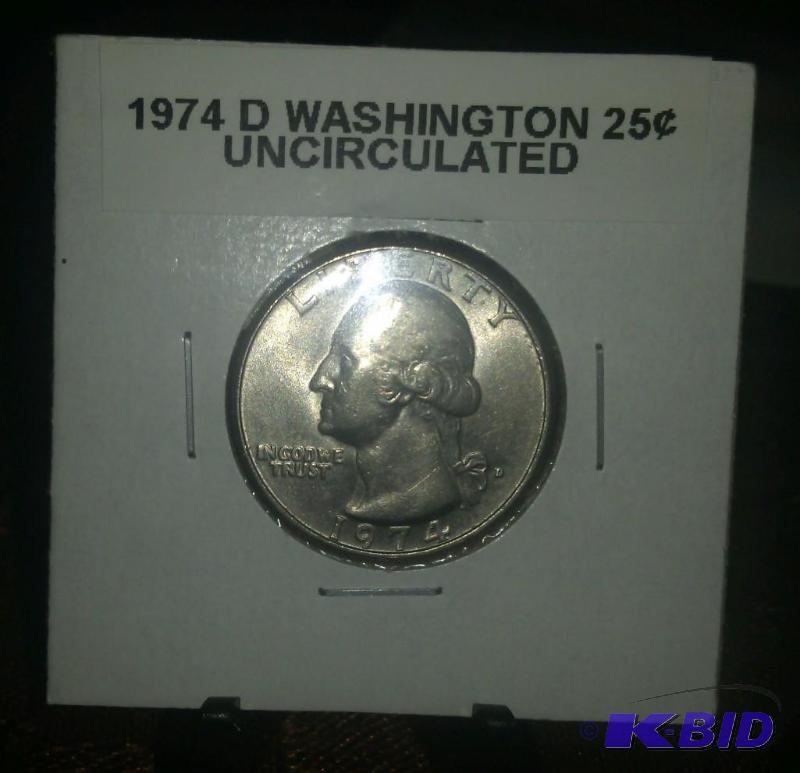 1974 D WASHINGTON 25¢
UNCIRCULATED
LIBERTY
IN GOD WE
TRUST
D
1974
© K-BID